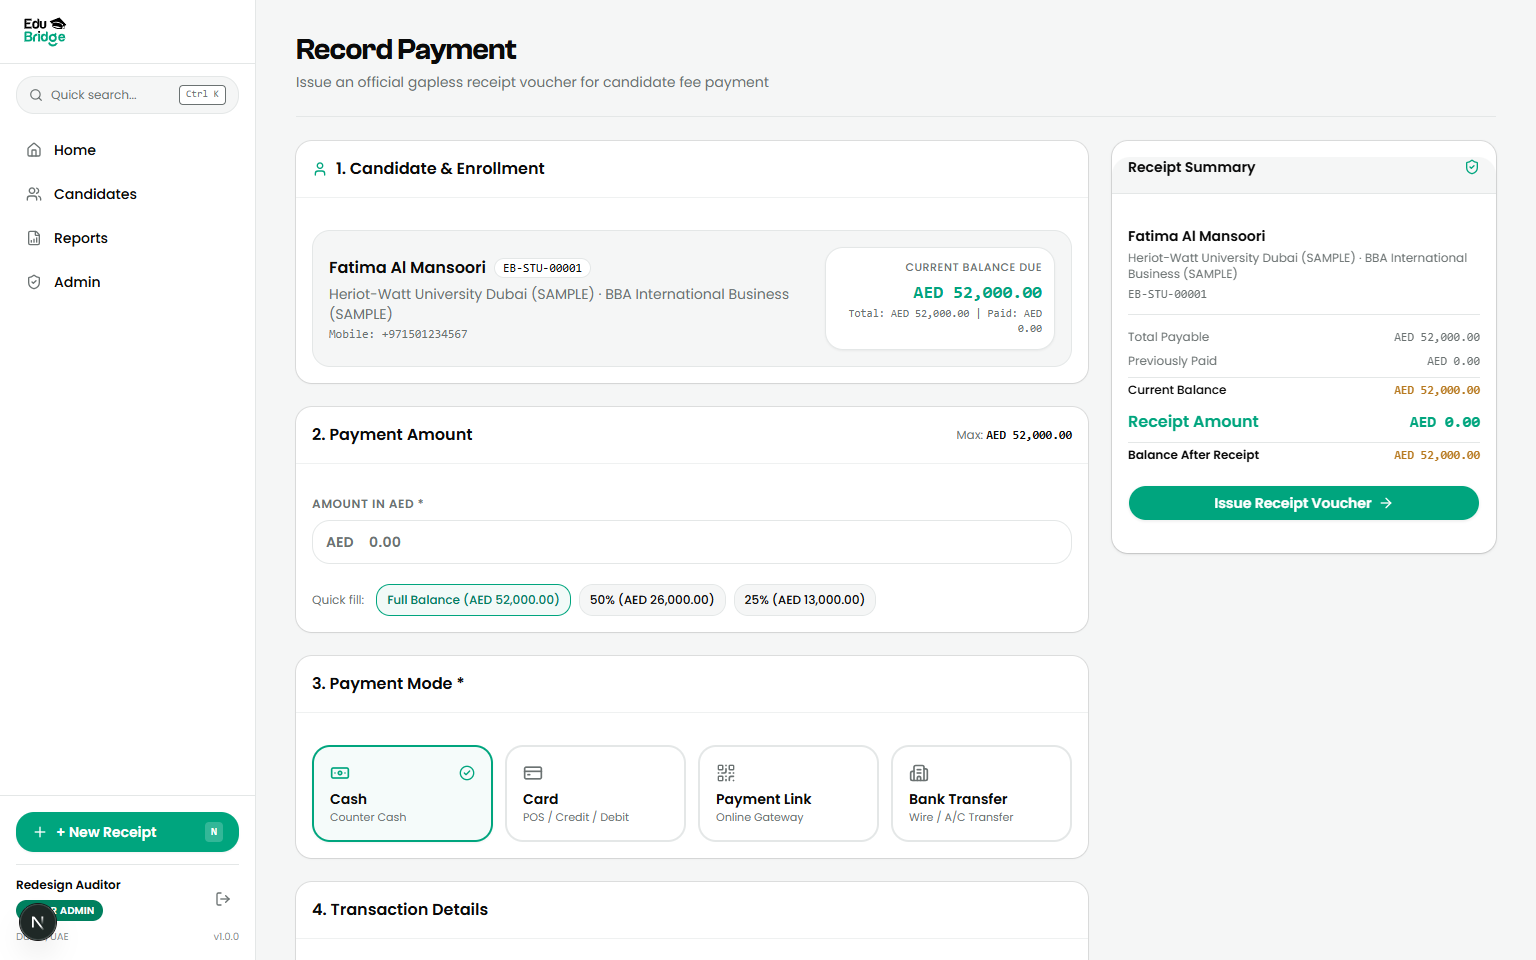 Edu
Bridge
Quick search...
Ctrl K
Home
Candidates
Reports
Admin
+ New Receipt
N
Redesign Auditor
R ADMIN
N
UAE
v1.0.0
Record Payment
Issue an official gapless receipt voucher for candidate fee payment
1. Candidate & Enrollment
Fatima Al Mansoori
EB-STU-00001
Heriot-Watt University Dubai (SAMPLE) · BBA International Business
(SAMPLE)
Mobile: +971501234567
CURRENT BALANCE DUE
AED 52,000.00
Total: AED 52,000.00 | Paid: AED
0.00
2. Payment Amount
Max: AED 52,000.00
AMOUNT IN AED *
AED 0.00
Quick fill:
Full Balance (AED 52,000.00)
50% (AED 26,000.00)
25% (AED 13,000.00)
3. Payment Mode *
Cash
Counter Cash
Card
POS / Credit / Debit
Payment Link
Online Gateway
Bank Transfer
Wire / A/C Transfer
4. Transaction Details
Receipt Summary
Fatima Al Mansoori
Heriot-Watt University Dubai (SAMPLE) · BBA International
Business (SAMPLE)
EB-STU-00001
Total Payable AED 52,000.00
Previously Paid AED 0.00
Current Balance AED 52,000.00
Receipt Amount AED 0.00
Balance After Receipt AED 52,000.00
Issue Receipt Voucher →